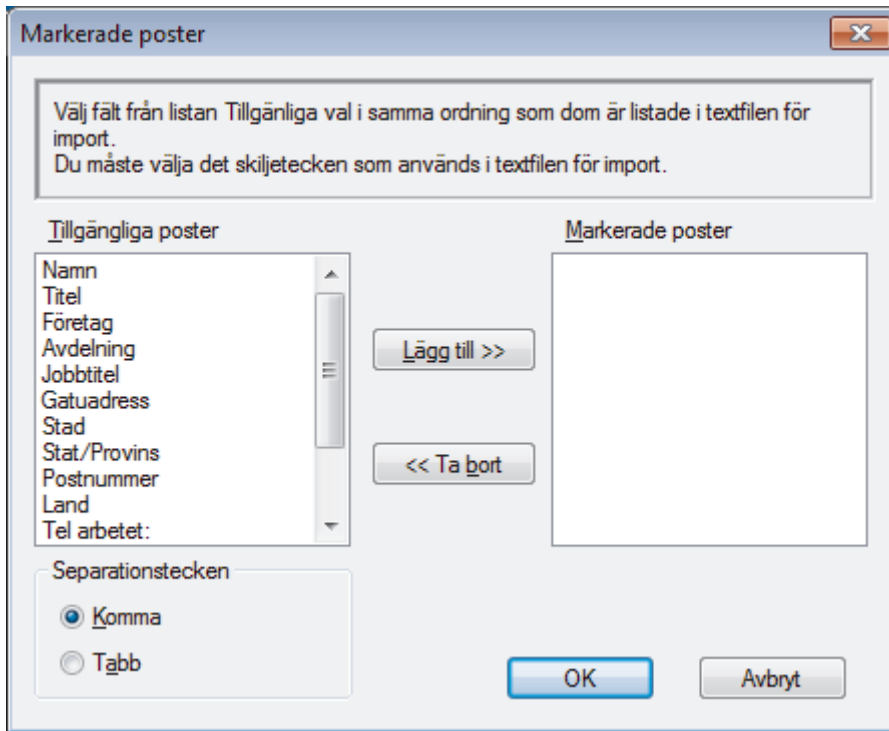 Markerade poster
Välj fält från listan Tillgänliga val i samma ordning som dom är listade i textfilen för
import.
Du måste välja det skiljetecken som används i textfilen för import.
Tillgängliga poster
Markerade poster
Namn
Titel
Företag
Avdelning
Jobbtitel
Gatuadress
Stad
Stat/Provins
Postnummer
Land
Tel arbetet:
Lägg till >>
<< Ta bort
Separationstecken
Komma
Tabb
OK
Avbryt